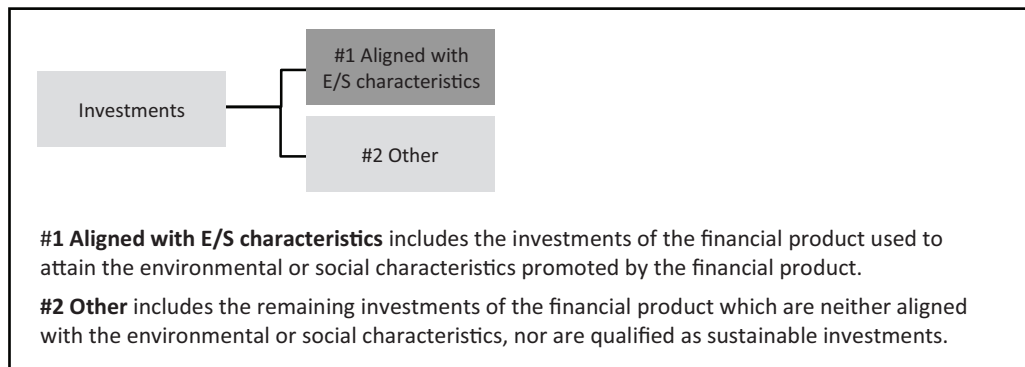 #1 Aligned with
E/S characteristics
Investments
#2 Other
#1 Aligned with E/S characteristics includes the investments of the financial product used to
attain the environmental or social characteristics promoted by the financial product.
#2 Other includes the remaining investments of the financial product which are neither aligned
with the environmental or social characteristics, nor are qualified as sustainable investments.